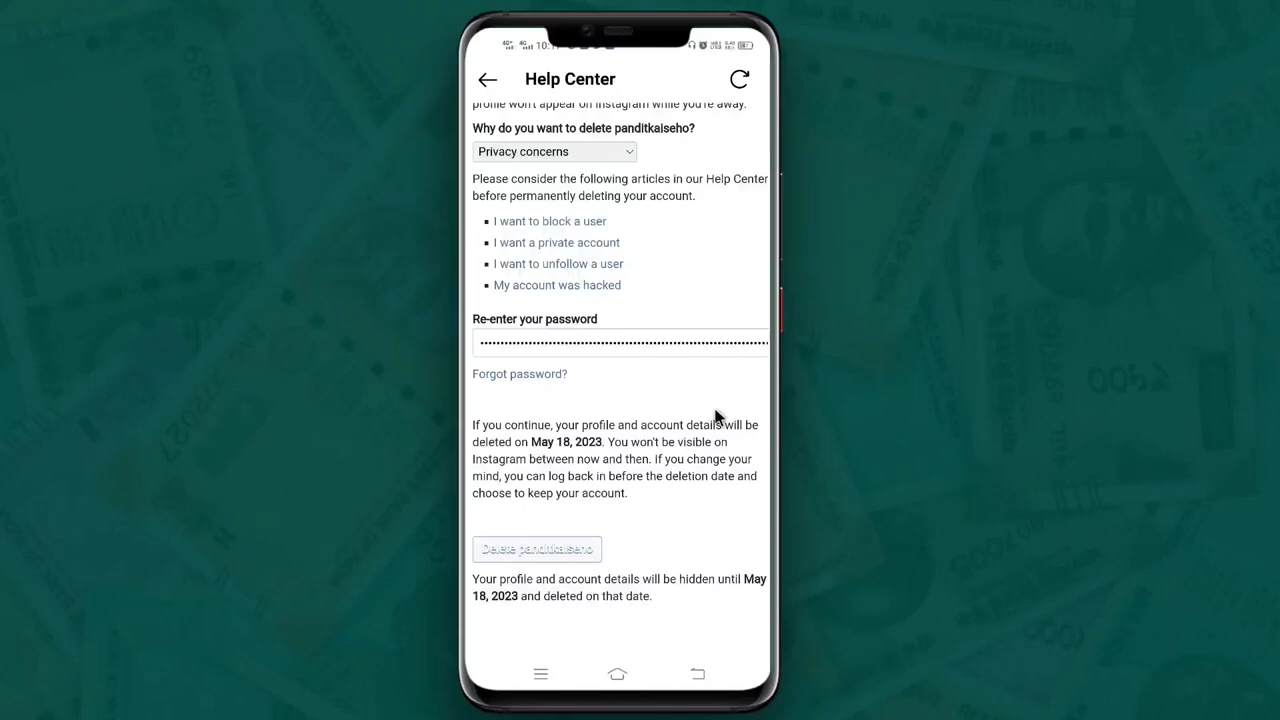 Help Center
profile won't appear on Instagram while you're away.
Why do you want to delete panditkaiseho?
Privacy concerns
Please consider the following articles in our Help Center
before permanently deleting your account.
I want to block a user
I want a private account
I want to unfollow a user
My account was hacked
Re-enter your password
Forgot password?
If you continue, your profile and account details will be
deleted on May 18, 2023. You won't be visible on
Instagram between now and then. If you change your
mind, you can log back in before the deletion date and
choose to keep your account.
Delete panditkaiseho
Your profile and account details will be hidden until May
18, 2023 and deleted on that date.